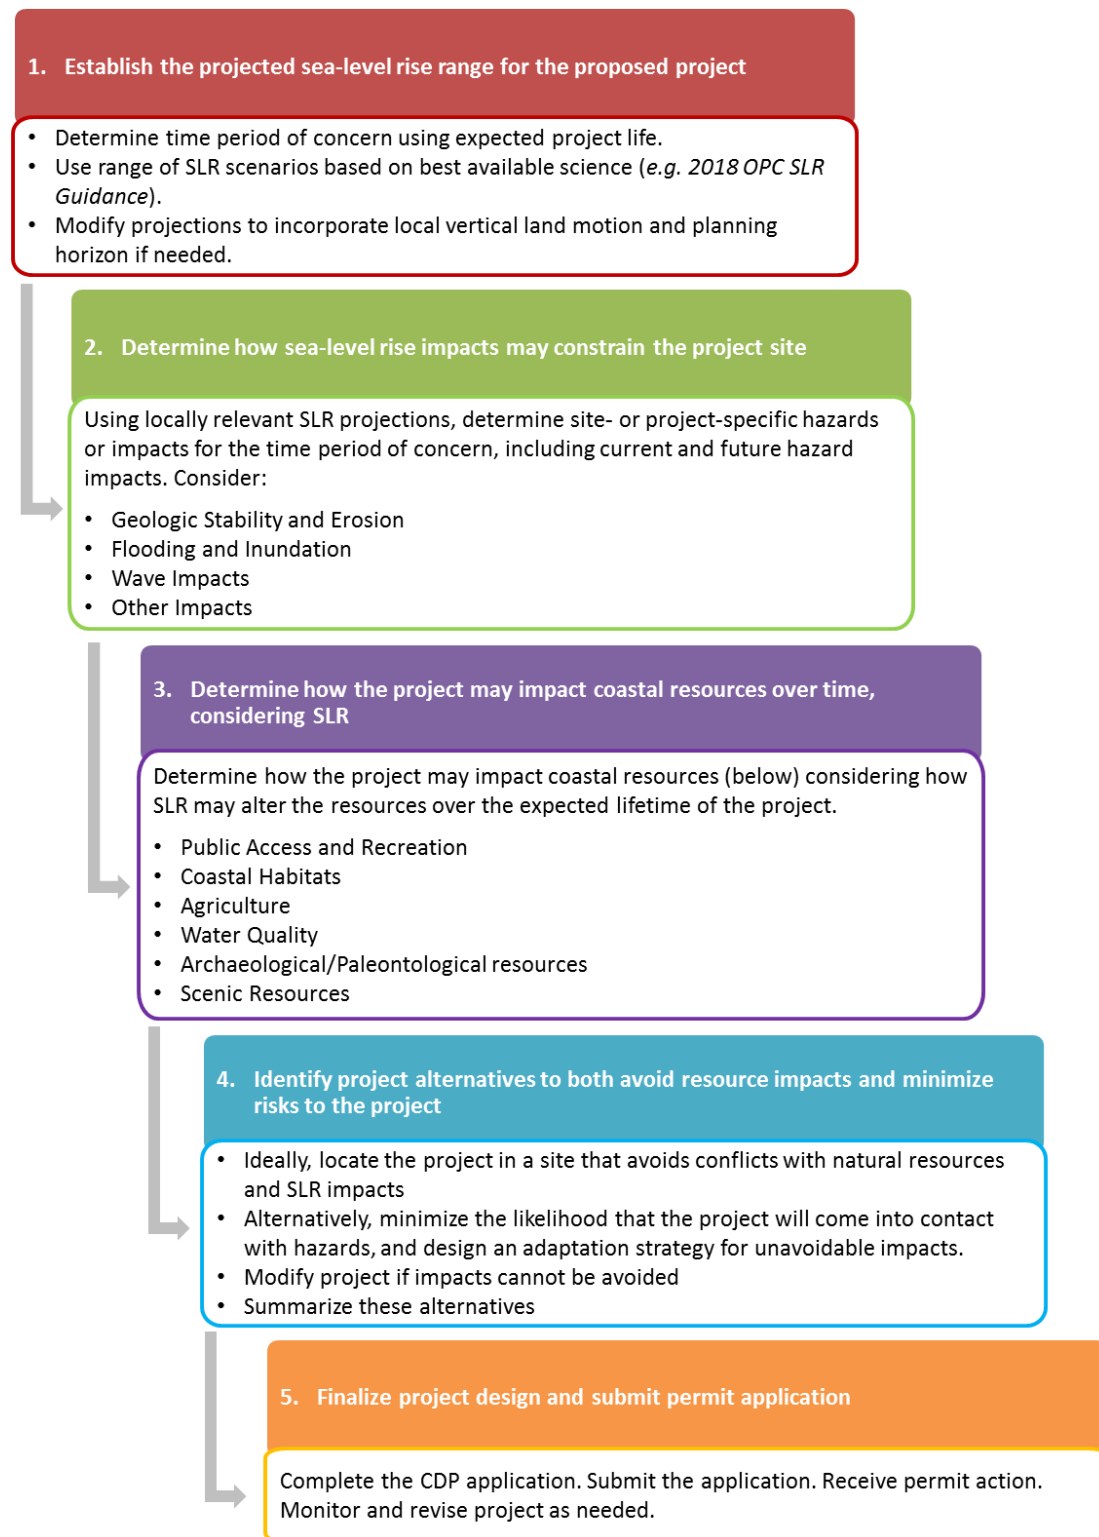 1. Establish the projected sea-level rise range for the proposed project
• Determine time period of concern using expected project life.
• Use range of SLR scenarios based on best available science (e.g. 2018 OPC SLR
Guidance).
• Modify projections to incorporate local vertical land motion and planning
horizon if needed.
2. Determine how sea-level rise impacts may constrain the project site
Using locally relevant SLR projections, determine site- or project-specific hazards
or impacts for the time period of concern, including current and future hazard
impacts. Consider:
• Geologic Stability and Erosion
• Flooding and Inundation
• Wave Impacts
• Other Impacts
3. Determine how the project may impact coastal resources over time,
considering SLR
Determine how the project may impact coastal resources (below) considering how
SLR may alter the resources over the expected lifetime of the project.
• Public Access and Recreation
• Coastal Habitats
• Agriculture
• Water Quality
• Archaeological/Paleontological resources
• Scenic Resources
4. Identify project alternatives to both avoid resource impacts and minimize
risks to the project
• Ideally, locate the project in a site that avoids conflicts with natural resources
and SLR impacts
• Alternatively, minimize the likelihood that the project will come into contact
with hazards, and design an adaptation strategy for unavoidable impacts.
• Modify project if impacts cannot be avoided
• Summarize these alternatives
5. Finalize project design and submit permit application
Complete the CDP application. Submit the application. Receive permit action.
Monitor and revise project as needed.